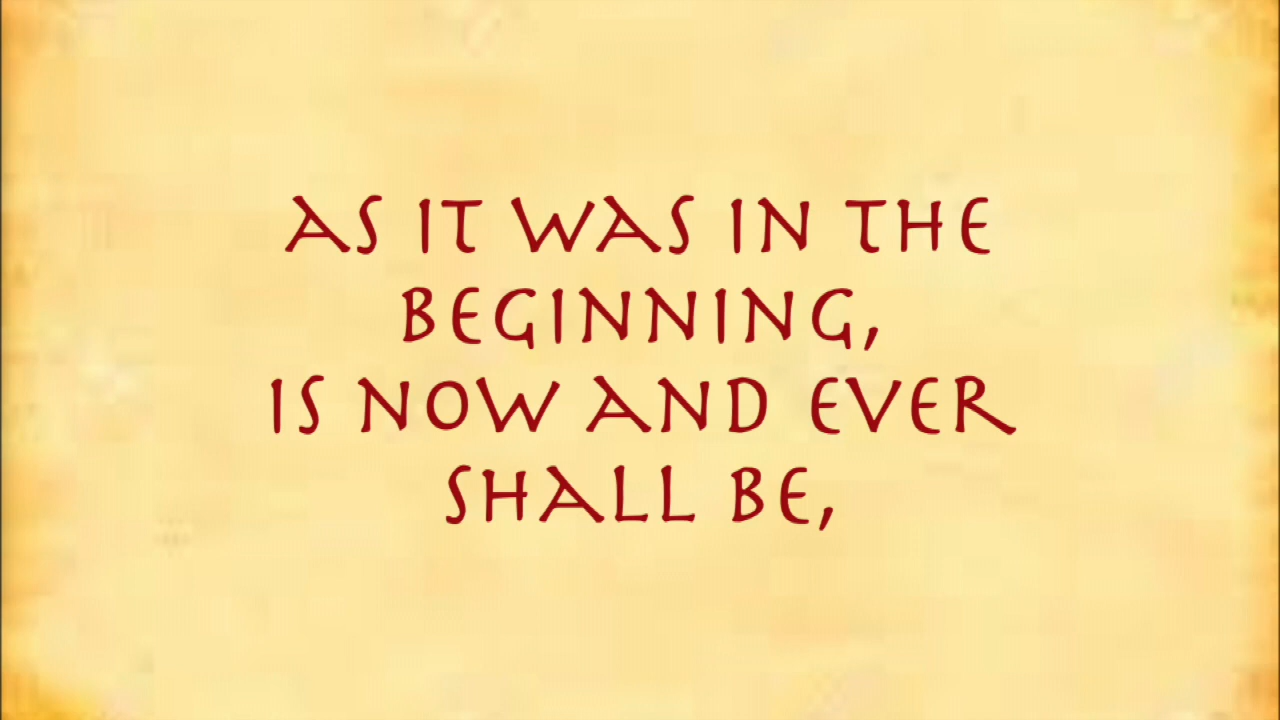 AS IT WAS IN THE
BEGINNING,
IS NOW AND EVER
SHALL BE,